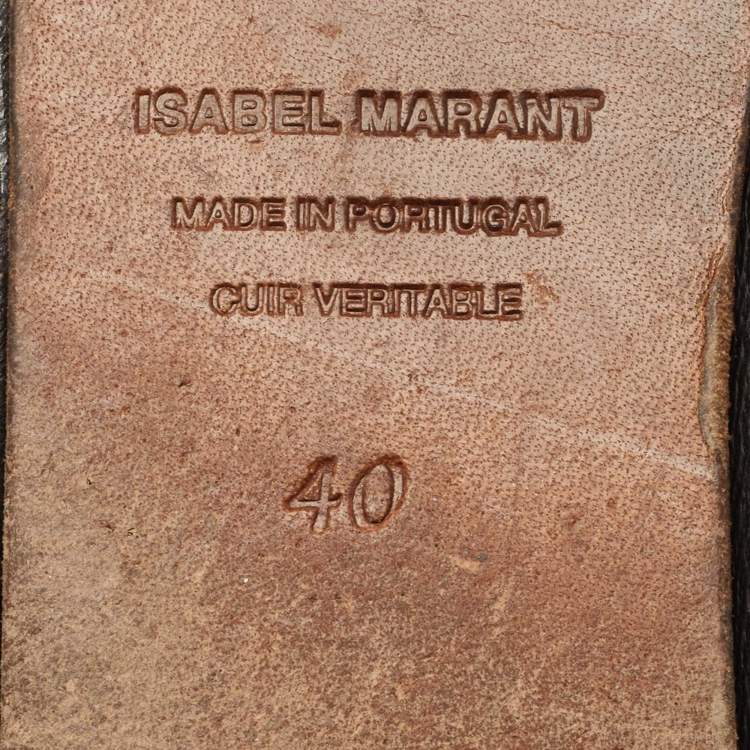 ISABEL MARANT
MADE IN PORTUGAL
CUIR VERITABLE
40